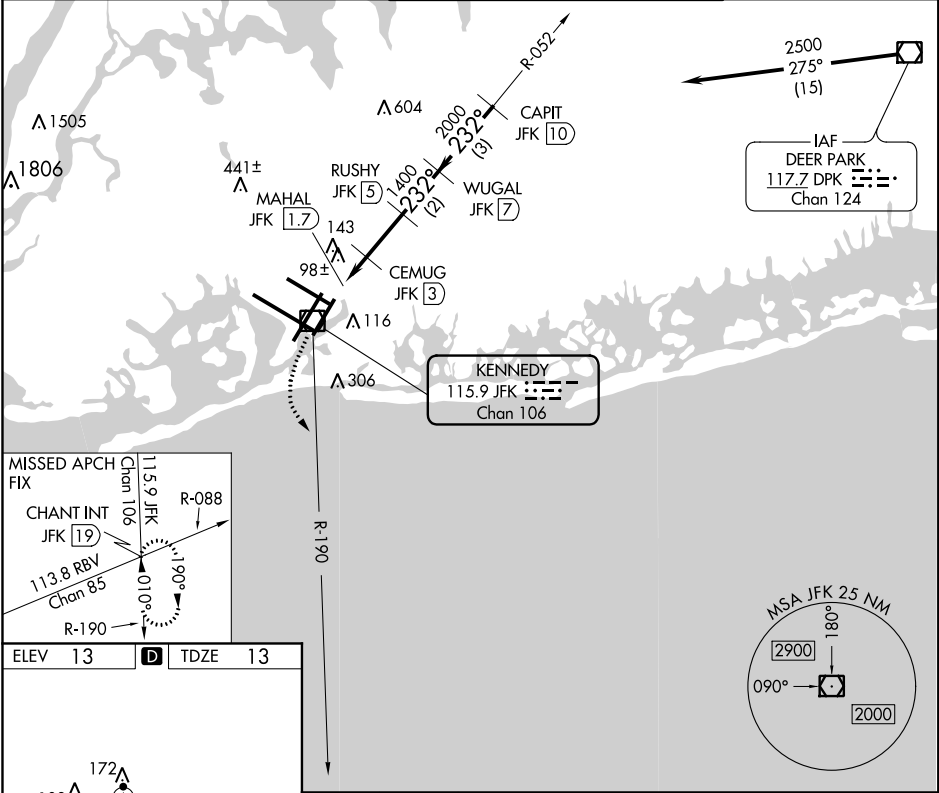 R-052
2500
275°
(15)
604
CAPIT
JFK 10
2000
232°
(3)
1505
1806
IAF
DEER PARK
117.7 DPK
Chan 124
RUSHY
JFK 5
1400
232°
(2)
441±
WUGAL
JFK 7
MAHAL
JFK 1.7
143
98±
CEMUG
JFK 3
116
KENNEDY
115.9 JFK
Chan 106
306
R-190
MISSED APCH
FIX
115.9 JFK
Chan 106
CHANT INT
JFK 19
R-088
113.8 RBV
Chan 85
190°
010°
R-190
MSA JFK 25 NM
180°
2900
090°
2000
ELEV 13 D TDZE 13
172